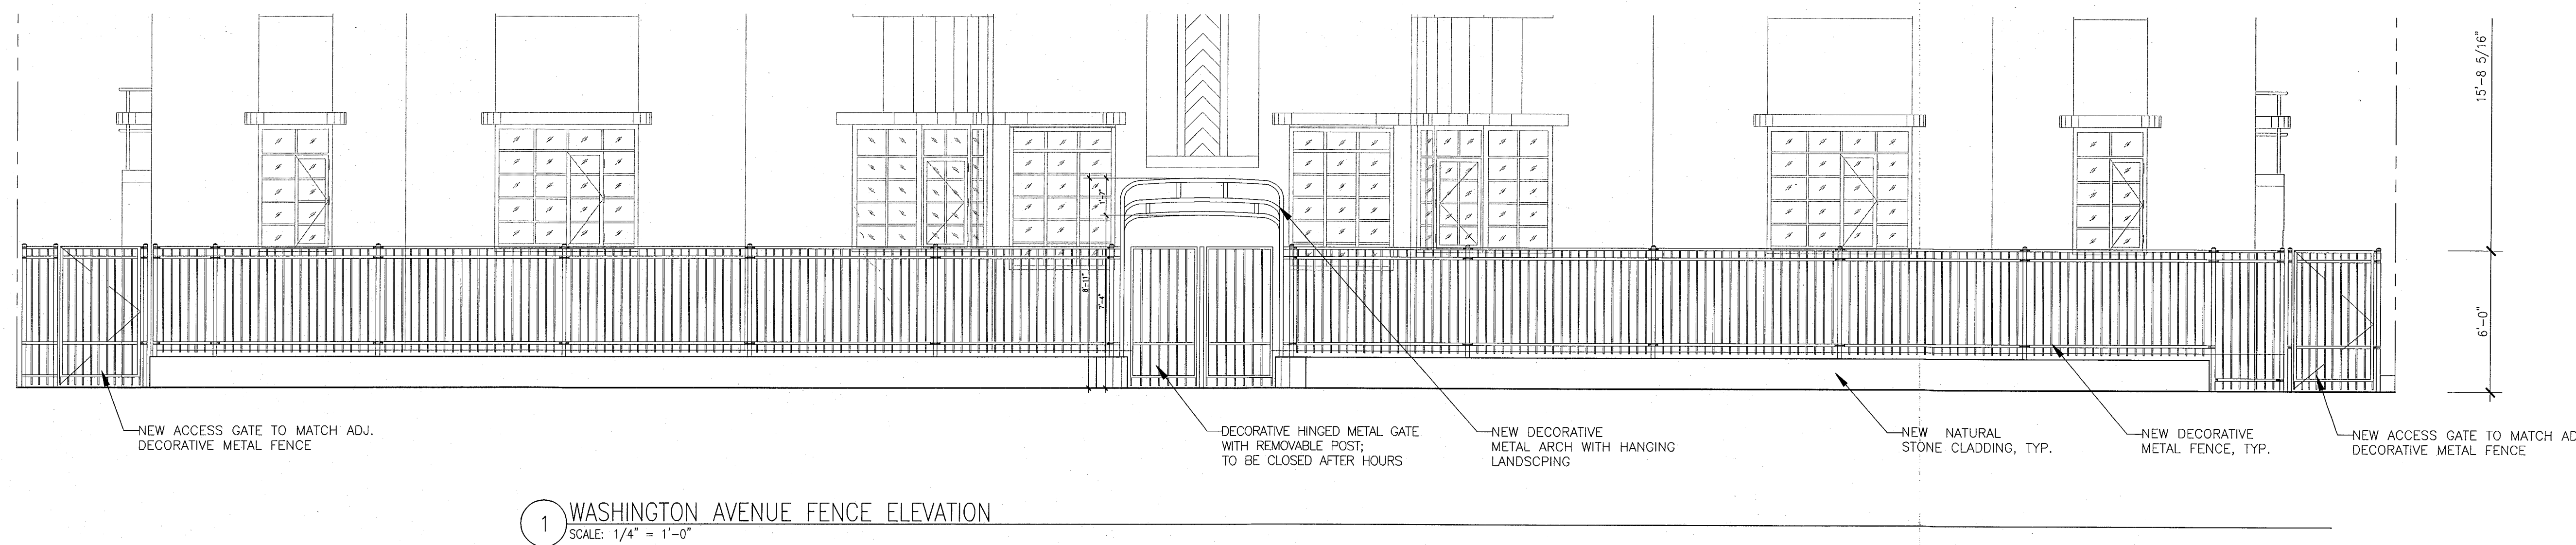 15'-8 5/16"
1'-7"
8'-11"
7'-4"
6'-0"
NEW ACCESS GATE TO MATCH ADJ.
DECORATIVE METAL FENCE
DECORATIVE HINGED METAL GATE
WITH REMOVABLE POST;
TO BE CLOSED AFTER HOURS
NEW DECORATIVE
METAL ARCH WITH HANGING
LANDSCPING
NEW NATURAL
STONE CLADDING, TYP.
NEW DECORATIVE
METAL FENCE, TYP.
NEW ACCESS GATE TO MATCH AD
DECORATIVE METAL FENCE
1
WASHINGTON AVENUE FENCE ELEVATION
SCALE: 1/4" = 1'-0"